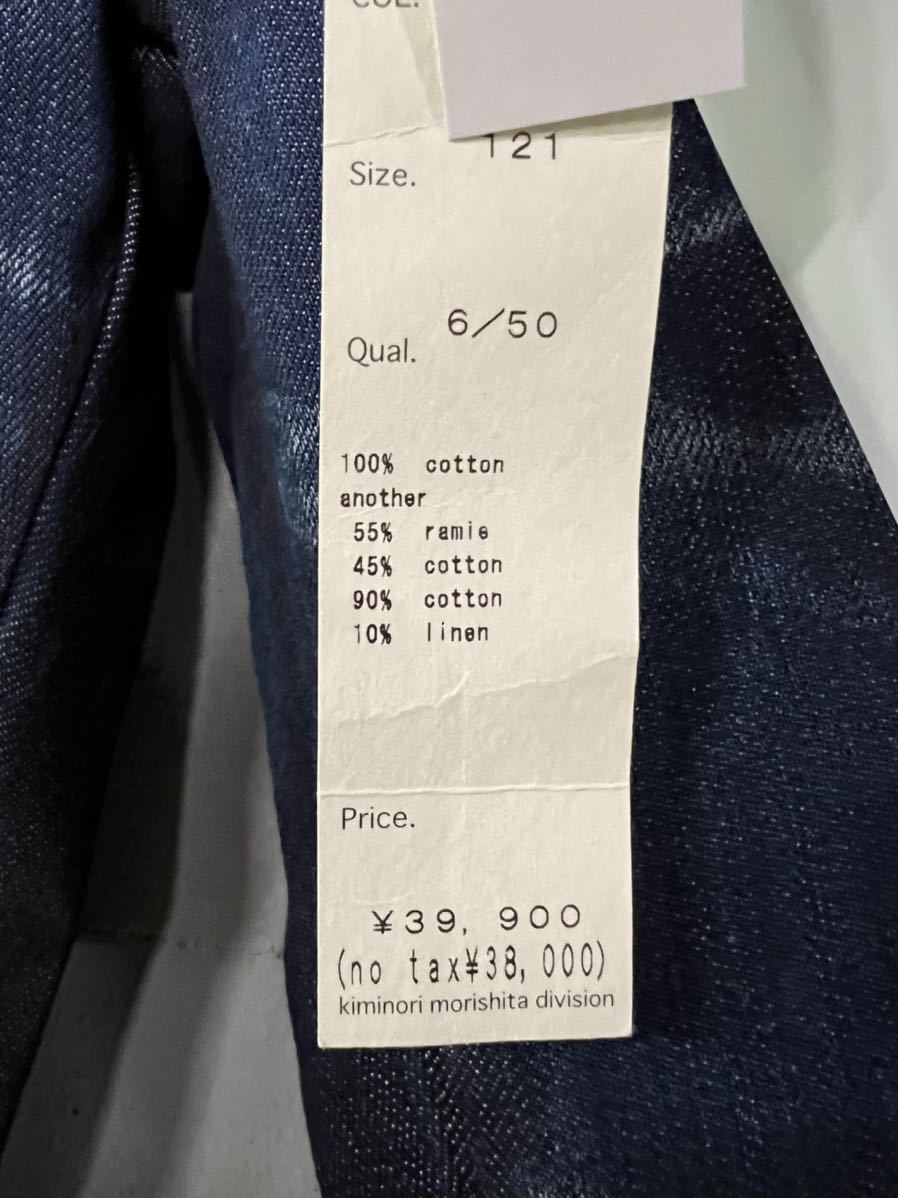 COL.
121
Size.
6/50
Qual.
100% cotton
another
55% ramie
45% cotton
90% cotton
10% linen
Price.
¥39,900
(no tax¥38,000)
kiminori morishita division